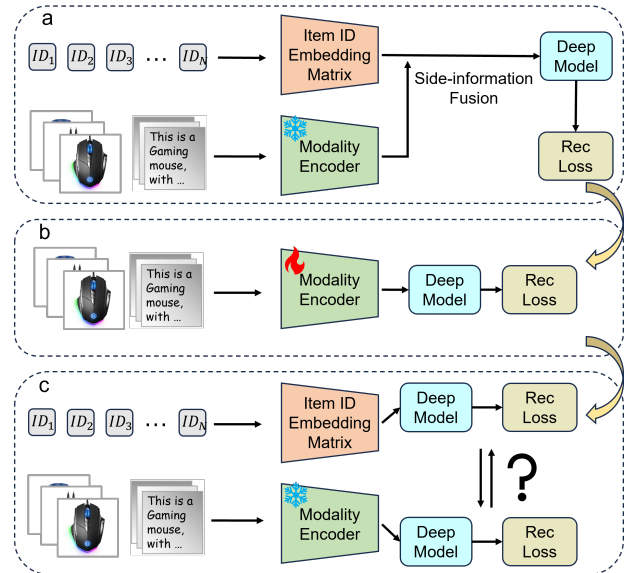 a
ID1 ID2 ID3 ... IDN
Item ID
Embedding
Matrix
Deep
Model
Side-information
Fusion
This is a
Gaming
mouse,
with ...
Modality
Encoder
Rec
Loss
b
This is a
Gaming
mouse,
with ...
Modality
Encoder
Deep
Model
Rec
Loss
c
ID1 ID2 ID3 ... IDN
Item ID
Embedding
Matrix
Deep
Model
Rec
Loss
?
This is a
Gaming
mouse,
with ...
Modality
Encoder
Deep
Model
Rec
Loss